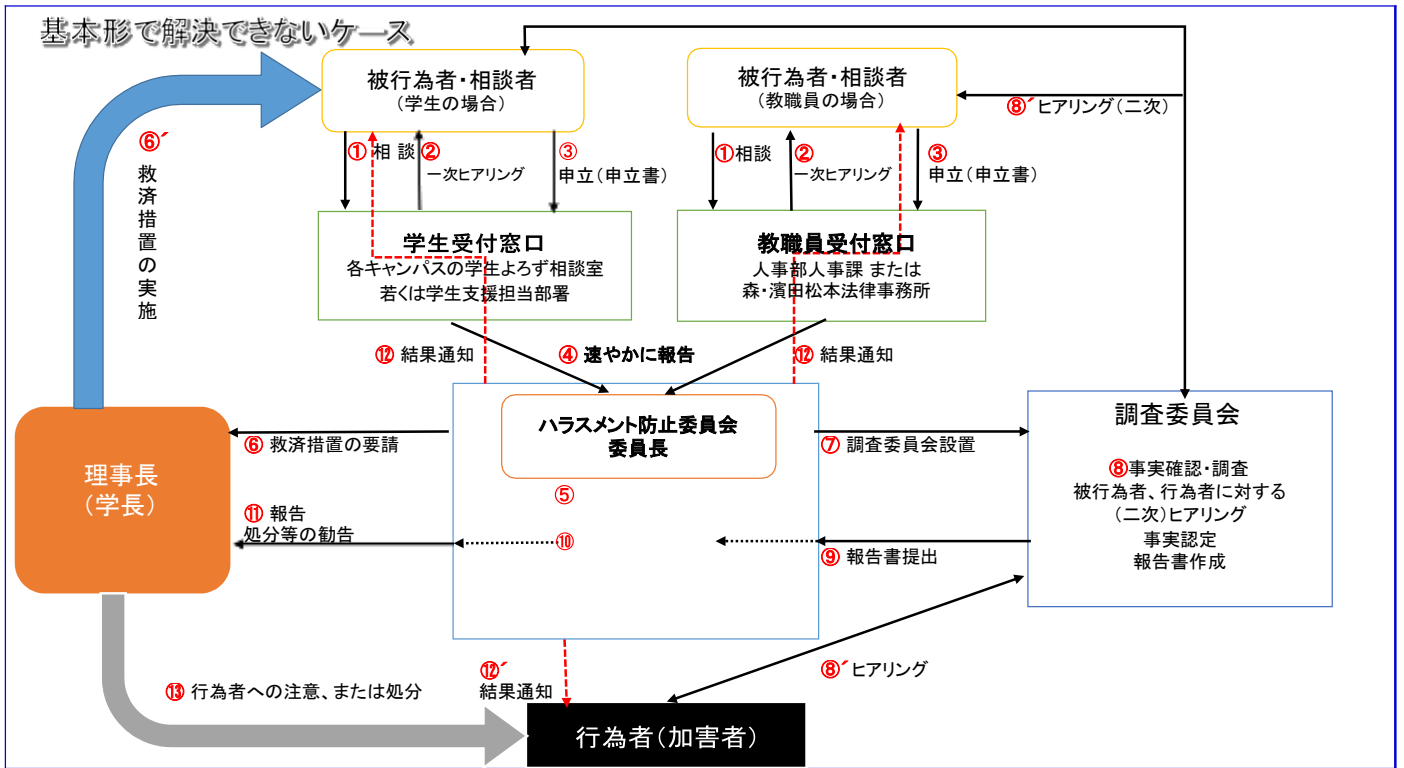 基本形で解決できないケース
被行為者・相談者
(学生の場合)
被行為者・相談者
(教職員の場合)
⑧´ヒアリング(二次)
⑥´
救済措置の実施
① 相 談 ②
一次ヒアリング
③
申立(申立書)
①相談 ②
一次ヒアリング
③
申立(申立書)
学生受付窓口
各キャンパスの学生よろず相談室
若くは学生支援担当部署
教職員受付窓口
人事部人事課 または
森・濱田松本法律事務所
⑫ 結果通知
④ 速やかに報告
⑫ 結果通知
ハラスメント防止委員会
委員長
⑤
⑩
⑥ 救済措置の要請
⑦ 調査委員会設置
調査委員会
⑧事実確認・調査
被行為者、行為者に対する
(二次)ヒアリング
事実認定
報告書作成
理事長
(学長)
⑪ 報告
処分等の勧告
⑨ 報告書提出
⑧´ヒアリング
⑫´
結果通知
⑬ 行為者への注意、または処分
行為者(加害者)